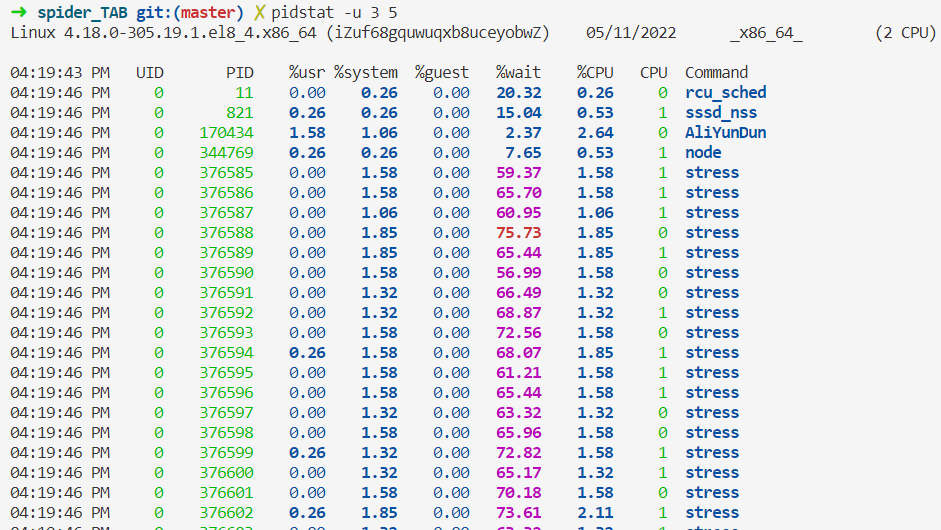 ➜ spider_TAB git:(master) ✗ pidstat -u 3 5
Linux 4.18.0-305.19.1.el8_4.x86_64 (iZuf68gquwuqxb8uceyobwZ) 05/11/2022 _x86_64_ (2 CPU)
04:19:43 PM UID PID %usr %system %guest %wait %CPU CPU Command
04:19:46 PM 0 11 0.00 0.26 0.00 20.32 0.26 0 rcu_sched
04:19:46 PM 0 821 0.26 0.26 0.00 15.04 0.53 1 sssd_nss
04:19:46 PM 0 170434 1.58 1.06 0.00 2.37 2.64 0 AliYunDun
04:19:46 PM 0 344769 0.26 0.26 0.00 7.65 0.53 1 node
04:19:46 PM 0 376585 0.00 1.58 0.00 59.37 1.58 1 stress
04:19:46 PM 0 376586 0.00 1.58 0.00 65.70 1.58 1 stress
04:19:46 PM 0 376587 0.00 1.06 0.00 60.95 1.06 1 stress
04:19:46 PM 0 376588 0.00 1.85 0.00 75.73 1.85 0 stress
04:19:46 PM 0 376589 0.00 1.85 0.00 65.44 1.85 1 stress
04:19:46 PM 0 376590 0.00 1.58 0.00 56.99 1.58 0 stress
04:19:46 PM 0 376591 0.00 1.32 0.00 66.49 1.32 0 stress
04:19:46 PM 0 376592 0.00 1.32 0.00 68.87 1.32 1 stress
04:19:46 PM 0 376593 0.00 1.58 0.00 72.56 1.58 0 stress
04:19:46 PM 0 376594 0.26 1.58 0.00 68.07 1.85 1 stress
04:19:46 PM 0 376595 0.00 1.58 0.00 61.21 1.58 1 stress
04:19:46 PM 0 376596 0.00 1.58 0.00 65.44 1.58 1 stress
04:19:46 PM 0 376597 0.00 1.32 0.00 63.32 1.32 0 stress
04:19:46 PM 0 376598 0.00 1.58 0.00 65.96 1.58 0 stress
04:19:46 PM 0 376599 0.26 1.32 0.00 72.82 1.58 1 stress
04:19:46 PM 0 376600 0.00 1.32 0.00 65.17 1.32 1 stress
04:19:46 PM 0 376601 0.00 1.58 0.00 70.18 1.58 0 stress
04:19:46 PM 0 376602 0.26 1.85 0.00 73.61 2.11 1 stress